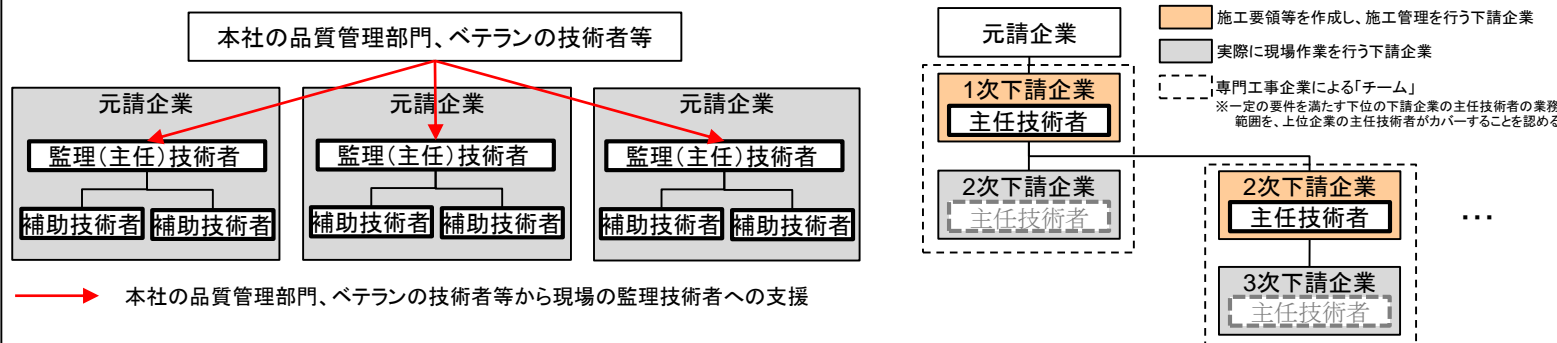 本社の品質管理部門、ベテランの技術者等
元請企業
監理(主任)技術者
補助技術者
補助技術者
元請企業
監理(主任)技術者
補助技術者
補助技術者
元請企業
監理(主任)技術者
補助技術者
補助技術者
本社の品質管理部門、ベテランの技術者等から現場の監理技術者への支援
元請企業
1次下請企業
主任技術者
2次下請企業
主任技術者
2次下請企業
主任技術者
3次下請企業
主任技術者
…
施工要領等を作成し、施工管理を行う下請企業
実際に現場作業を行う下請企業
専門工事企業による「チーム」
※一定の要件を満たす下位の下請企業の主任技術者の業務
範囲を、上位企業の主任技術者がカバーすることを認める